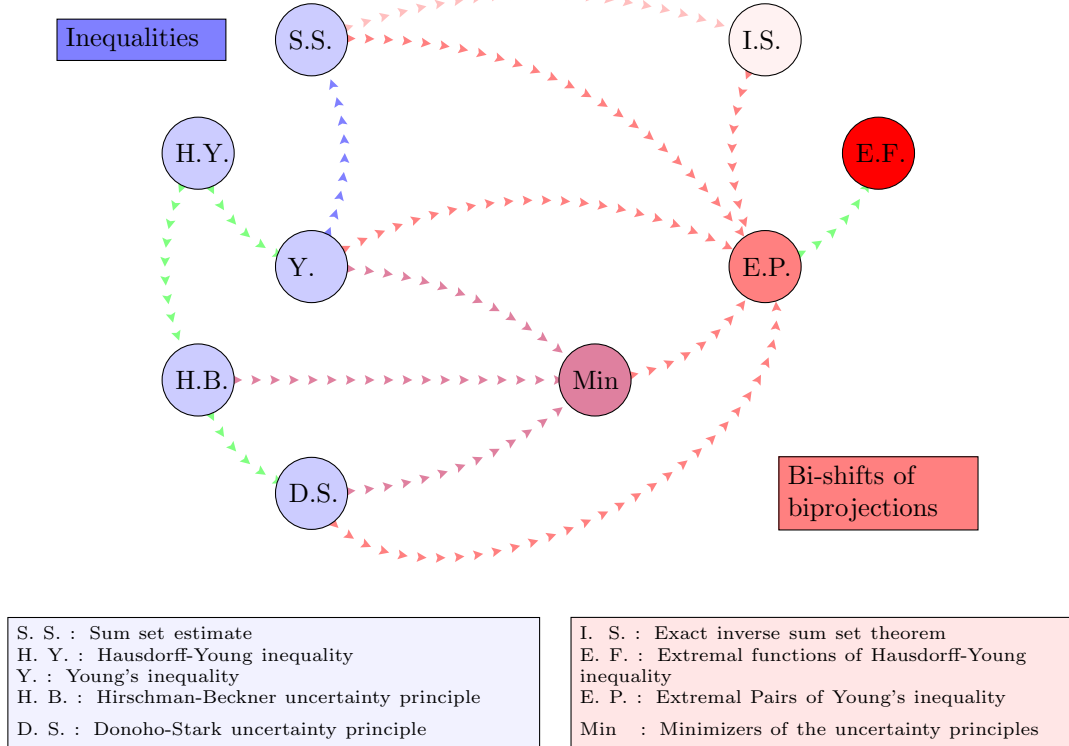 Inequalities
S.S.
I.S.
H.Y.
E.F.
Y.
E.P.
H.B.
Min
D.S.
Bi-shifts of
biprojections
S. S. : Sum set estimate
H. Y. : Hausdorff-Young inequality
Y. : Young's inequality
H. B. : Hirschman-Beckner uncertainty principle
D. S. : Donoho-Stark uncertainty principle
I. S. : Exact inverse sum set theorem
E. F. : Extremal functions of Hausdorff-Young
inequality
E. P. : Extremal Pairs of Young's inequality
Min : Minimizers of the uncertainty principles